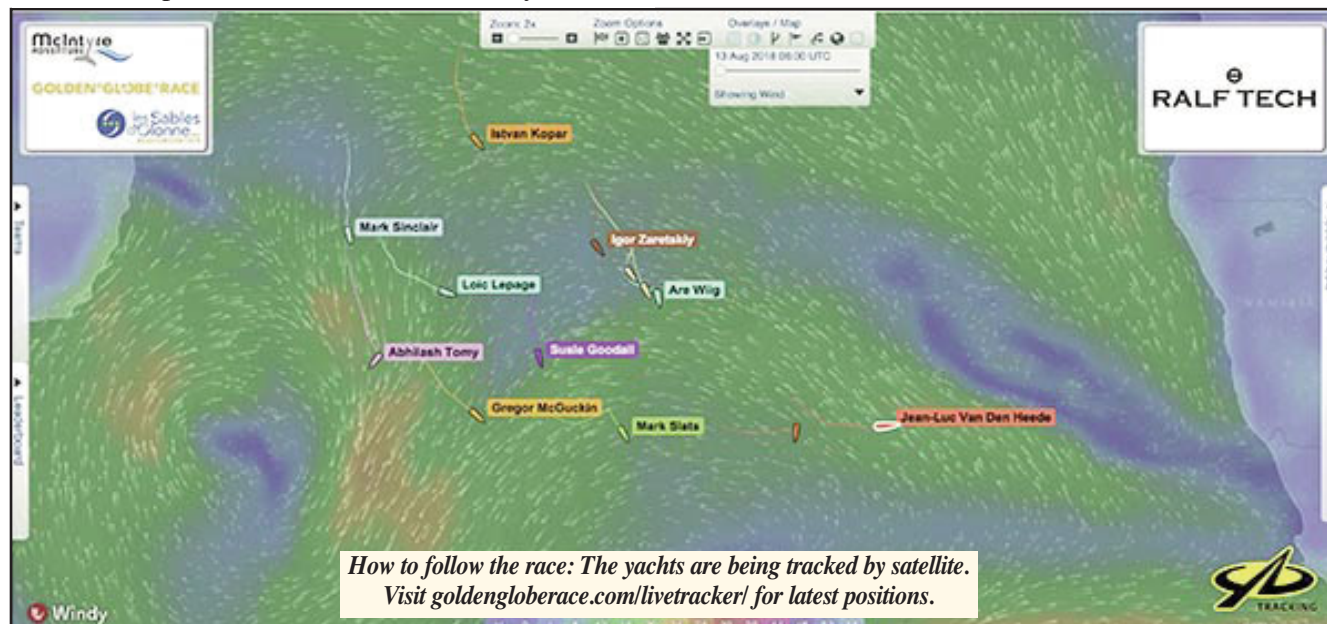 McIntyre
ADVENTURE
GOLDEN GLOBE RACE
les Sables
d'Olonne
Zoom: 2x
Zoom Options
Overlays / Map
13 Aug 2018 06:00 UTC
Showing Wind
RALF TECH
Istvan Kopar
Mark Sinclair
Igor Zaretskiy
Loic Lepage
Are Wiig
Abhilash Tomy
Susie Goodall
Gregor McGuckin
Mark Slats
Jean-Luc Van Den Heede
Teams
Leaderboard
How to follow the race: The yachts are being tracked by satellite.
Visit goldengloberace.com/livetracker/ for latest positions.
Windy
TRACKING